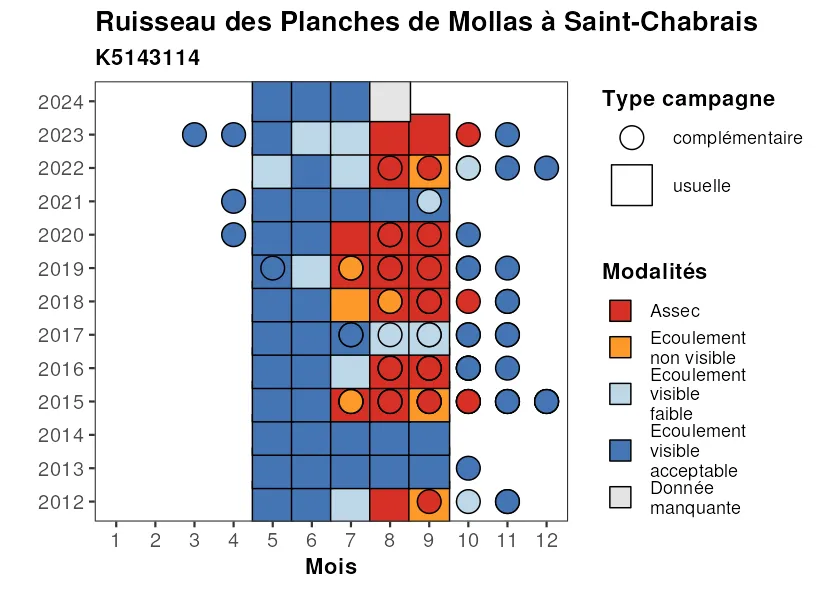 Ruisseau des Planches de Mollas à Saint-Chabrais
K5143114
2024
2023
2022
2021
2020
2019
2018
2017
2016
2015
2014
2013
2012
1 2 3 4 5 6 7 8 9 10 11 12
Mois
Type campagne
complémentaire
usuelle
Modalités
Assec
Ecoulement
non visible
Ecoulement
visible
faible
Ecoulement
visible
acceptable
Donnée
manquante